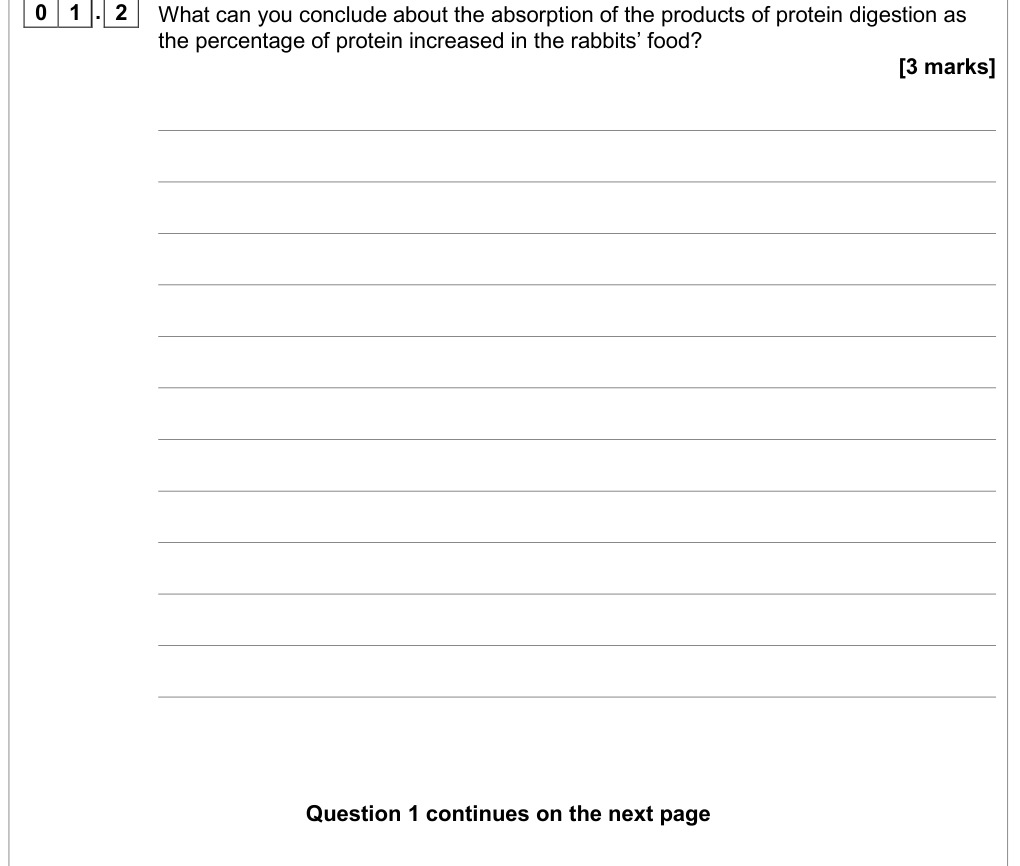 0 1 . 2 What can you conclude about the absorption of the products of protein digestion as
the percentage of protein increased in the rabbits’ food?
[3 marks]
Question 1 continues on the next page